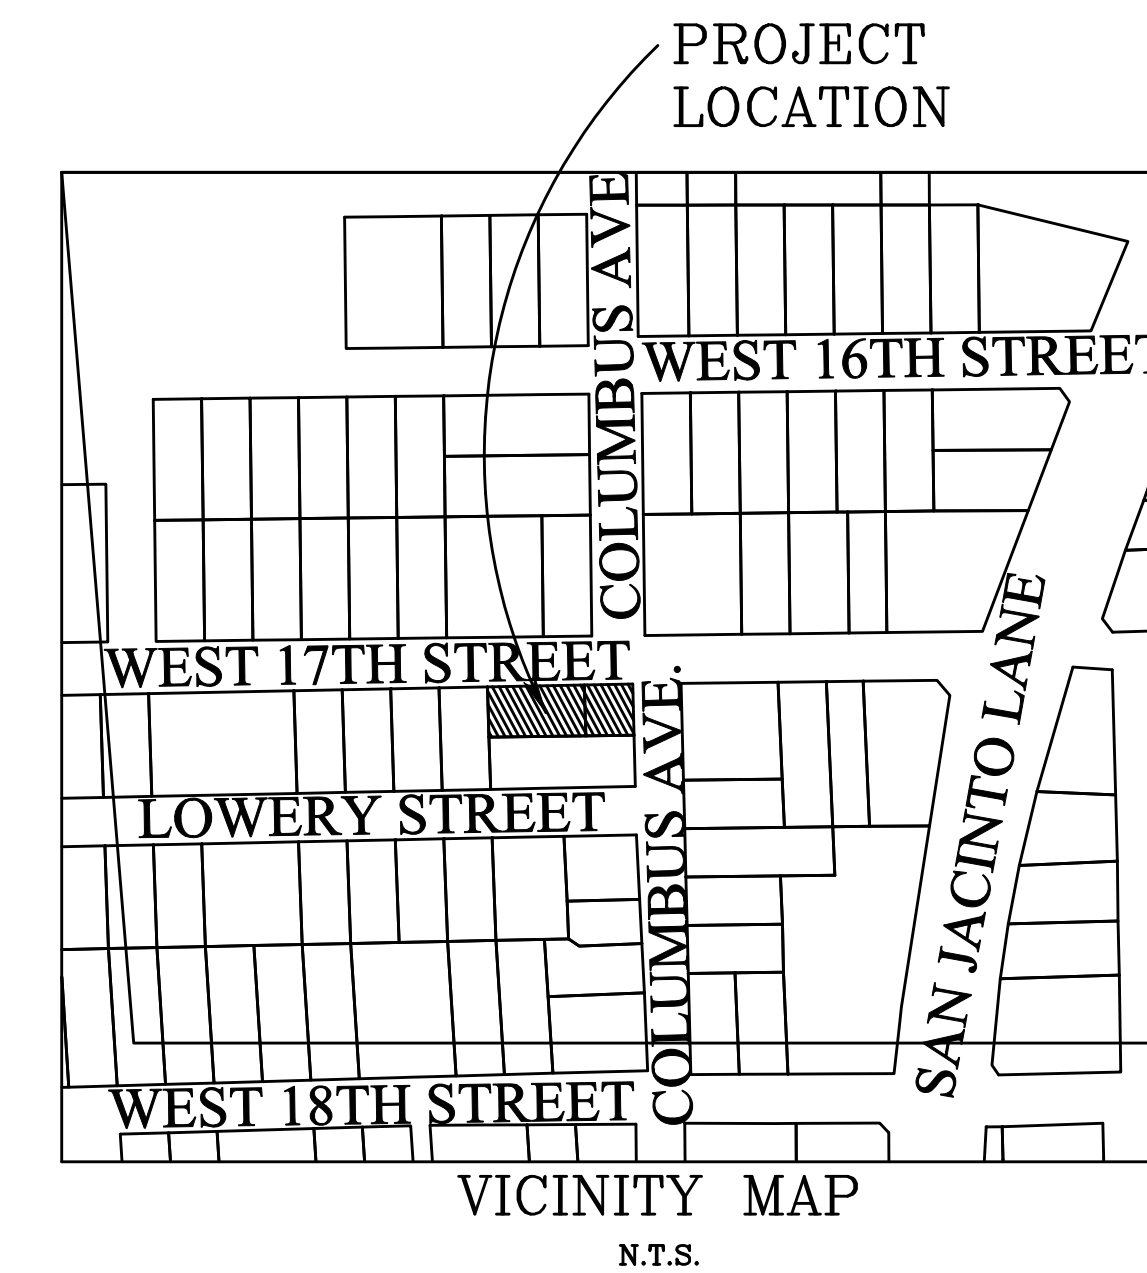 PROJECT
LOCATION
COLUMBUS AVE
WEST 16TH STREET
WEST 17TH STREET
COLUMBUS AVE.
LOWERY STREET
SAN JACINTO LANE
WEST 18TH STREET
VICINITY MAP
N.T.S.